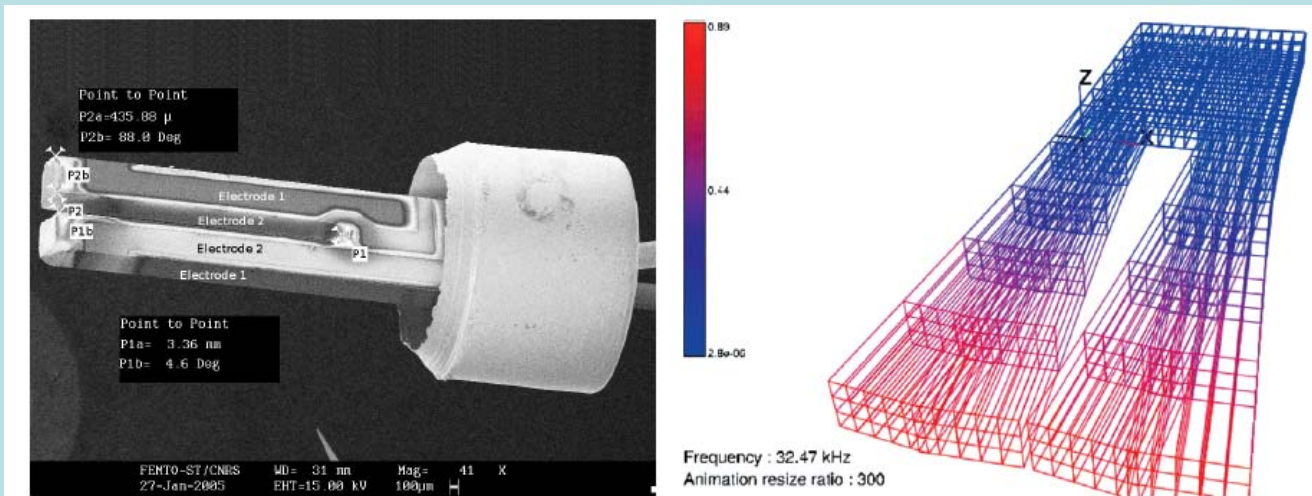 Point to Point
P2a=435.88 µ
P2b= 88.0 Deg
P2b
Electrode 1
P2
Electrode 2
P1b
P1
Electrode 2
Electrode 1
Point to Point
P1a= 3.36 mm
P1b= 4.6 Deg
FEMTO-ST/CNRS WD= 31 mm Mag= 41 X
27-Jan-2005 EHT=15.00 kV 100µm
0.89
0.44
2.8e-06
Z
X
Frequency : 32.47 kHz
Animation resize ratio : 300